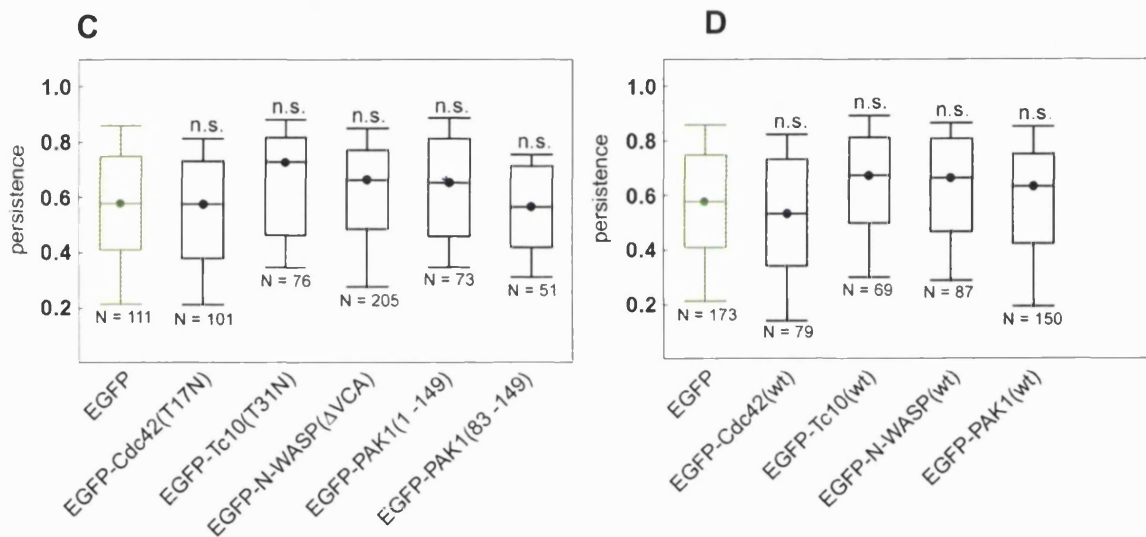 C
persistence
1.0
0.8
0.6
0.4
0.2
n.s.
n.s.
n.s.
n.s.
n.s.
N = 111
N = 101
N = 76
N = 205
N = 73
N = 51
EGFP
EGFP-Cdc42(T17N)
EGFP-Tc10(T31N)
EGFP-N-WASP(ΔVCA)
EGFP-PAK1(1 -149)
EGFP-PAK1(83 -149)
D
persistence
1.0
0.8
0.6
0.4
0.2
n.s.
n.s.
n.s.
n.s.
N = 173
N = 79
N = 69
N = 87
N = 150
EGFP
EGFP-Cdc42(wt)
EGFP-Tc10(wt)
EGFP-N-WASP(wt)
EGFP-PAK1(wt)